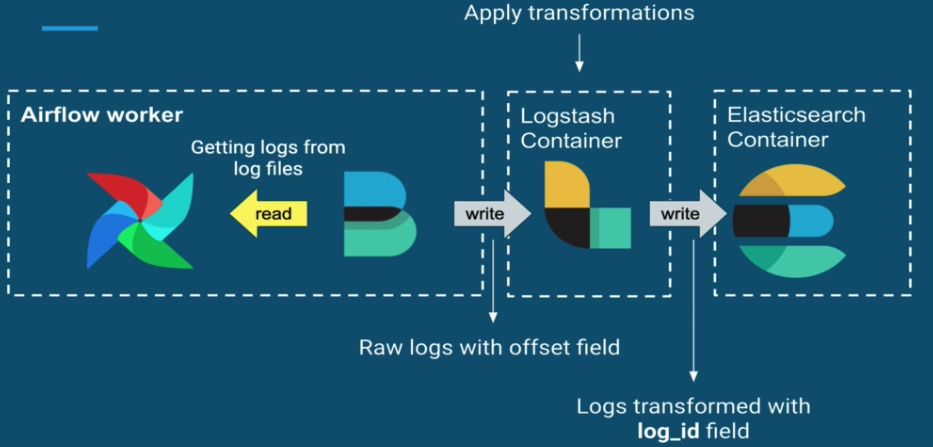 Apply transformations
Airflow worker
Getting logs from
log files
read
write
Logstash
Container
write
Elasticsearch
Container
Raw logs with offset field
Logs transformed with
log_id field